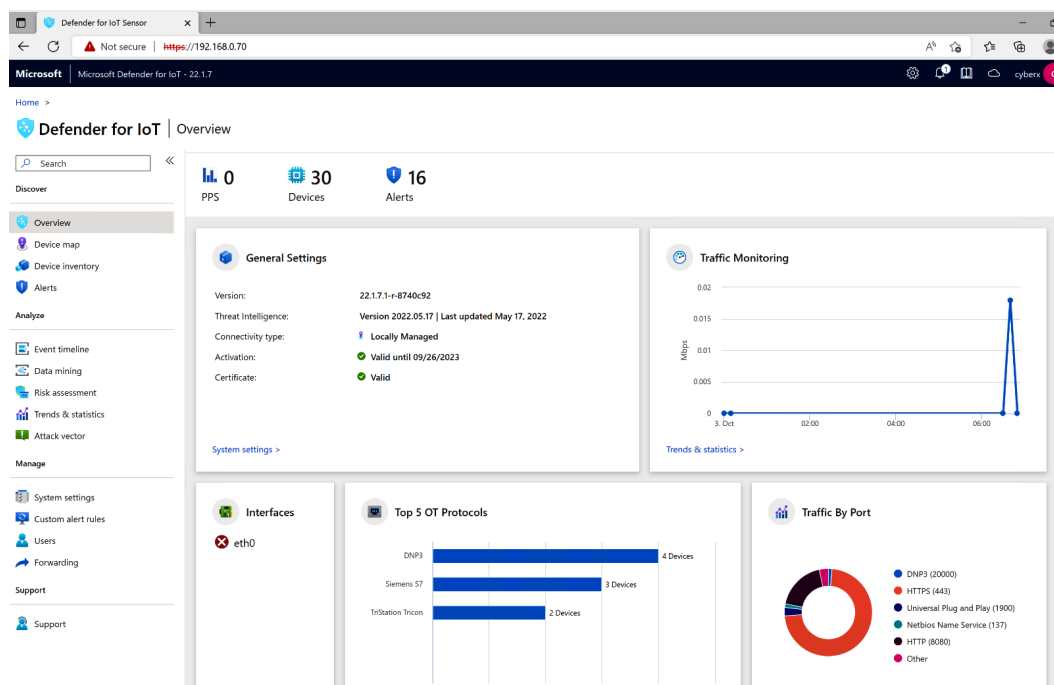 Defender for IoT Sensor
Not secure | https://192.168.0.70
Microsoft | Microsoft Defender for IoT - 22.1.7
1
cyberx
Home >
Defender for IoT | Overview
Search
Discover
Overview
Device map
Device inventory
Alerts
Analyze
Event timeline
Data mining
Risk assessment
Trends & statistics
Attack vector
Manage
System settings
Custom alert rules
Users
Forwarding
Support
Support
0 30 16
PPS Devices Alerts
General Settings
Version: 22.1.7.1-r-8740c92
Threat Intelligence: Version 2022.05.17 | Last updated May 17, 2022
Connectivity type: Locally Managed
Activation: Valid until 09/26/2023
Certificate: Valid
System settings >
Traffic Monitoring
Mbps
0.02
0.015
0.01
0.005
0
3. Oct 02:00 04:00 06:00
Trends & statistics >
Interfaces
eth0
Top 5 OT Protocols
DNP3 4 Devices
Siemens S7 3 Devices
TriStation Tricon 2 Devices
Traffic By Port
DNP3 (20000)
HTTPS (443)
Universal Plug and Play (1900)
Netbios Name Service (137)
HTTP (8080)
Other